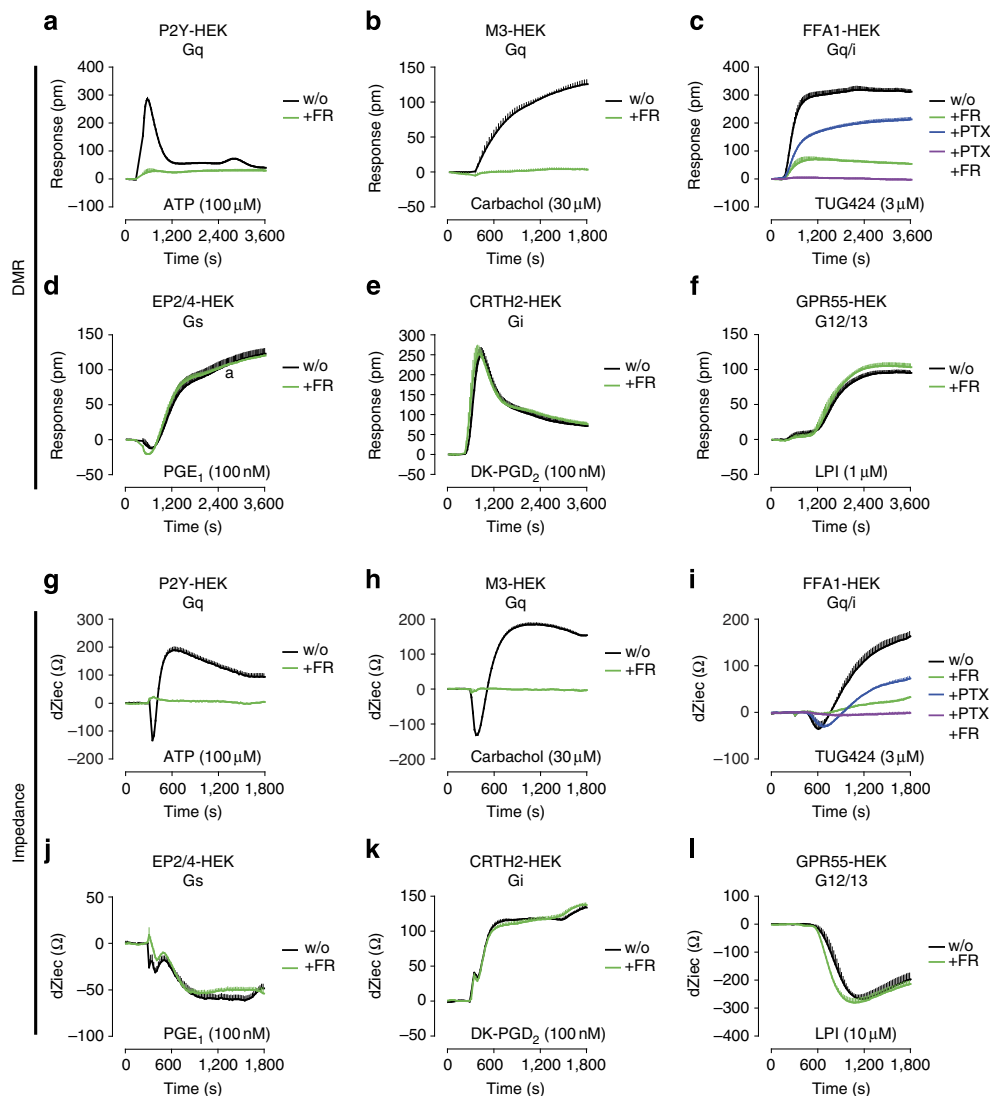 a
P2Y-HEK
Gq
Response (pm)
400
300
200
100
0
−100
w/o
+FR
ATP (100 μM)
0 1,200 2,400 3,600
Time (s)
b
M3-HEK
Gq
Response (pm)
150
100
50
0
−50
w/o
+FR
Carbachol (30 μM)
0 600 1,200 1,800
Time (s)
c
FFA1-HEK
Gq/i
Response (pm)
400
300
200
100
0
−100
w/o
+FR
+PTX
+PTX
+FR
TUG424 (3 μM)
0 1,200 2,400 3,600
Time (s)
DMR
d
EP2/4-HEK
Gs
Response (pm)
150
100
50
0
−50
w/o
+FR
a
PGE1 (100 nM)
0 1,200 2,400 3,600
Time (s)
e
CRTH2-HEK
Gi
Response (pm)
300
250
200
150
100
50
0
−50
w/o
+FR
DK-PGD2 (100 nM)
0 1,200 2,400 3,600
Time (s)
f
GPR55-HEK
G12/13
Response (pm)
150
100
50
0
−50
w/o
+FR
LPI (1 μM)
0 1,200 2,400 3,600
Time (s)
g
P2Y-HEK
Gq
dZiec (Ω)
300
200
100
0
−100
−200
w/o
+FR
ATP (100 μM)
0 600 1,200 1,800
Time (s)
h
M3-HEK
Gq
dZiec (Ω)
200
100
0
−100
−200
w/o
+FR
Carbachol (30 μM)
0 600 1,200 1,800
Time (s)
i
FFA1-HEK
Gq/i
dZiec (Ω)
200
100
0
−100
w/o
+FR
+PTX
+PTX
+FR
TUG424 (3 μM)
0 600 1,200 1,800
Time (s)
Impedance
j
EP2/4-HEK
Gs
dZiec (Ω)
50
0
−50
−100
w/o
+FR
PGE1 (100 nM)
0 600 1,200 1,800
Time (s)
k
CRTH2-HEK
Gi
dZiec (Ω)
150
100
50
0
−50
w/o
+FR
DK-PGD2 (100 nM)
0 600 1,200 1,800
Time (s)
l
GPR55-HEK
G12/13
dZiec (Ω)
100
0
−100
−200
−300
−400
w/o
+FR
LPI (10 μM)
0 600 1,200 1,800
Time (s)